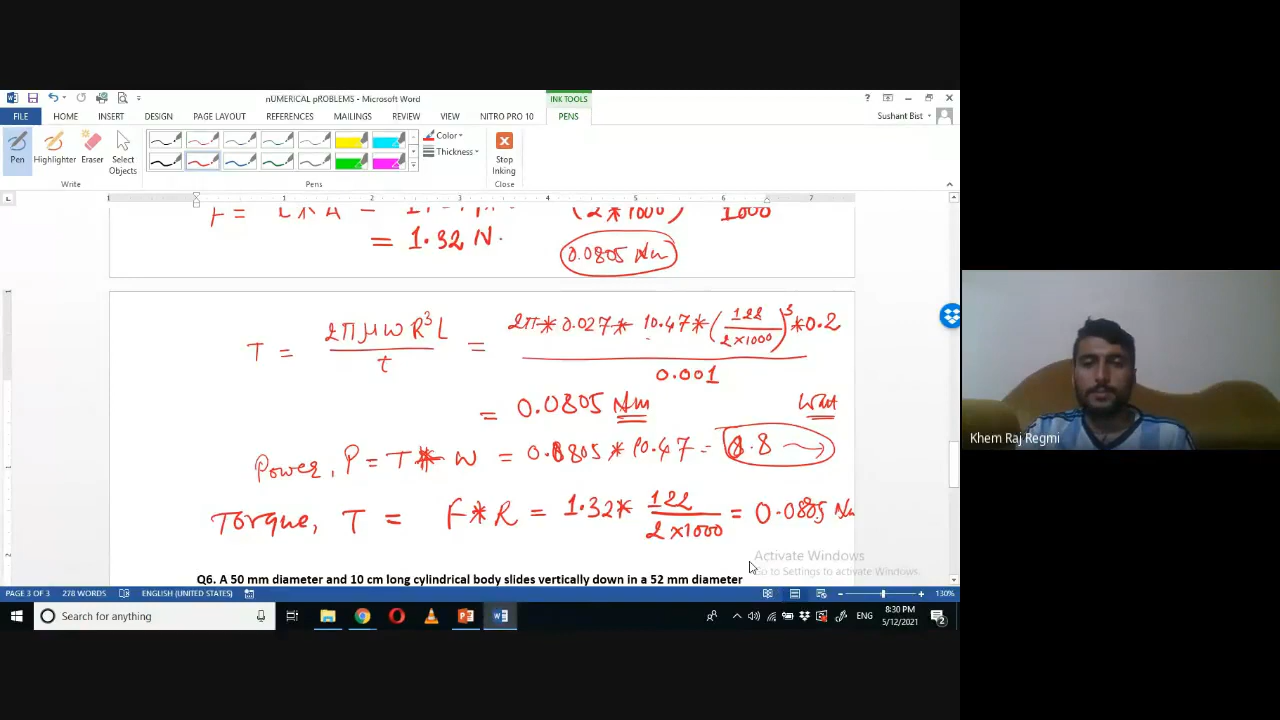 nUMERICAL pROBLEMS - Microsoft Word
INK TOOLS
FILE HOME INSERT DESIGN PAGE LAYOUT REFERENCES MAILINGS REVIEW VIEW NITRO PRO 10 PENS
Sushant Bist
Pen Highlighter Eraser Select Objects
Color
Thickness
Stop Inking
Write Pens Close
(2*1000) 1000
= 1.32 N.
0.0805 Nm
T = 2πμωR³L / t = 2π*0.027*10.47*(122/2×1000)³*0.2 / 0.001
= 0.0805 Nm
Watt
Power, P = T * ω = 0.0805*10.47 = 0.8
Torque, T = F*R = 1.32* 122/2×1000 = 0.0805 Nm
Activate Windows
Go to Settings to activate Windows.
Q6. A 50 mm diameter and 10 cm long cylindrical body slides vertically down in a 52 mm diameter
PAGE 3 OF 3 278 WORDS ENGLISH (UNITED STATES) 130%
Search for anything
ENG
8:30 PM
5/12/2021
2
Khem Raj Regmi